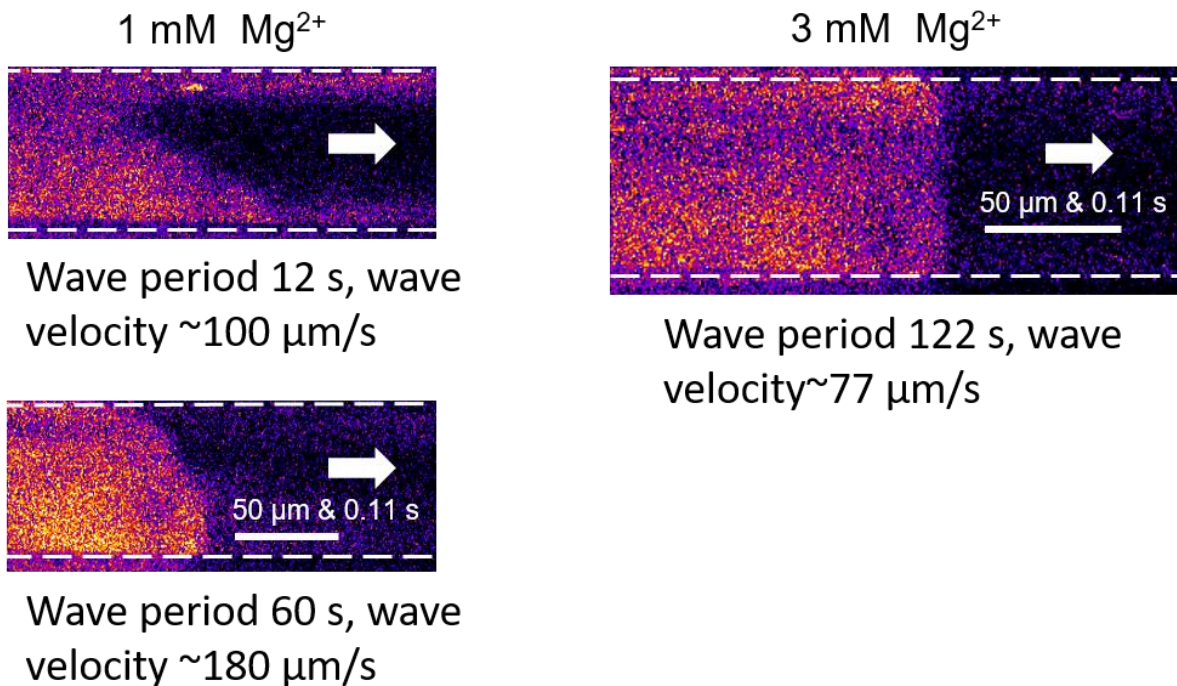 1 mM Mg²⁺
Wave period 12 s, wave
velocity ~100 µm/s
50 µm & 0.11 s
Wave period 60 s, wave
velocity ~180 µm/s
3 mM Mg²⁺
50 µm & 0.11 s
Wave period 122 s, wave
velocity~77 µm/s